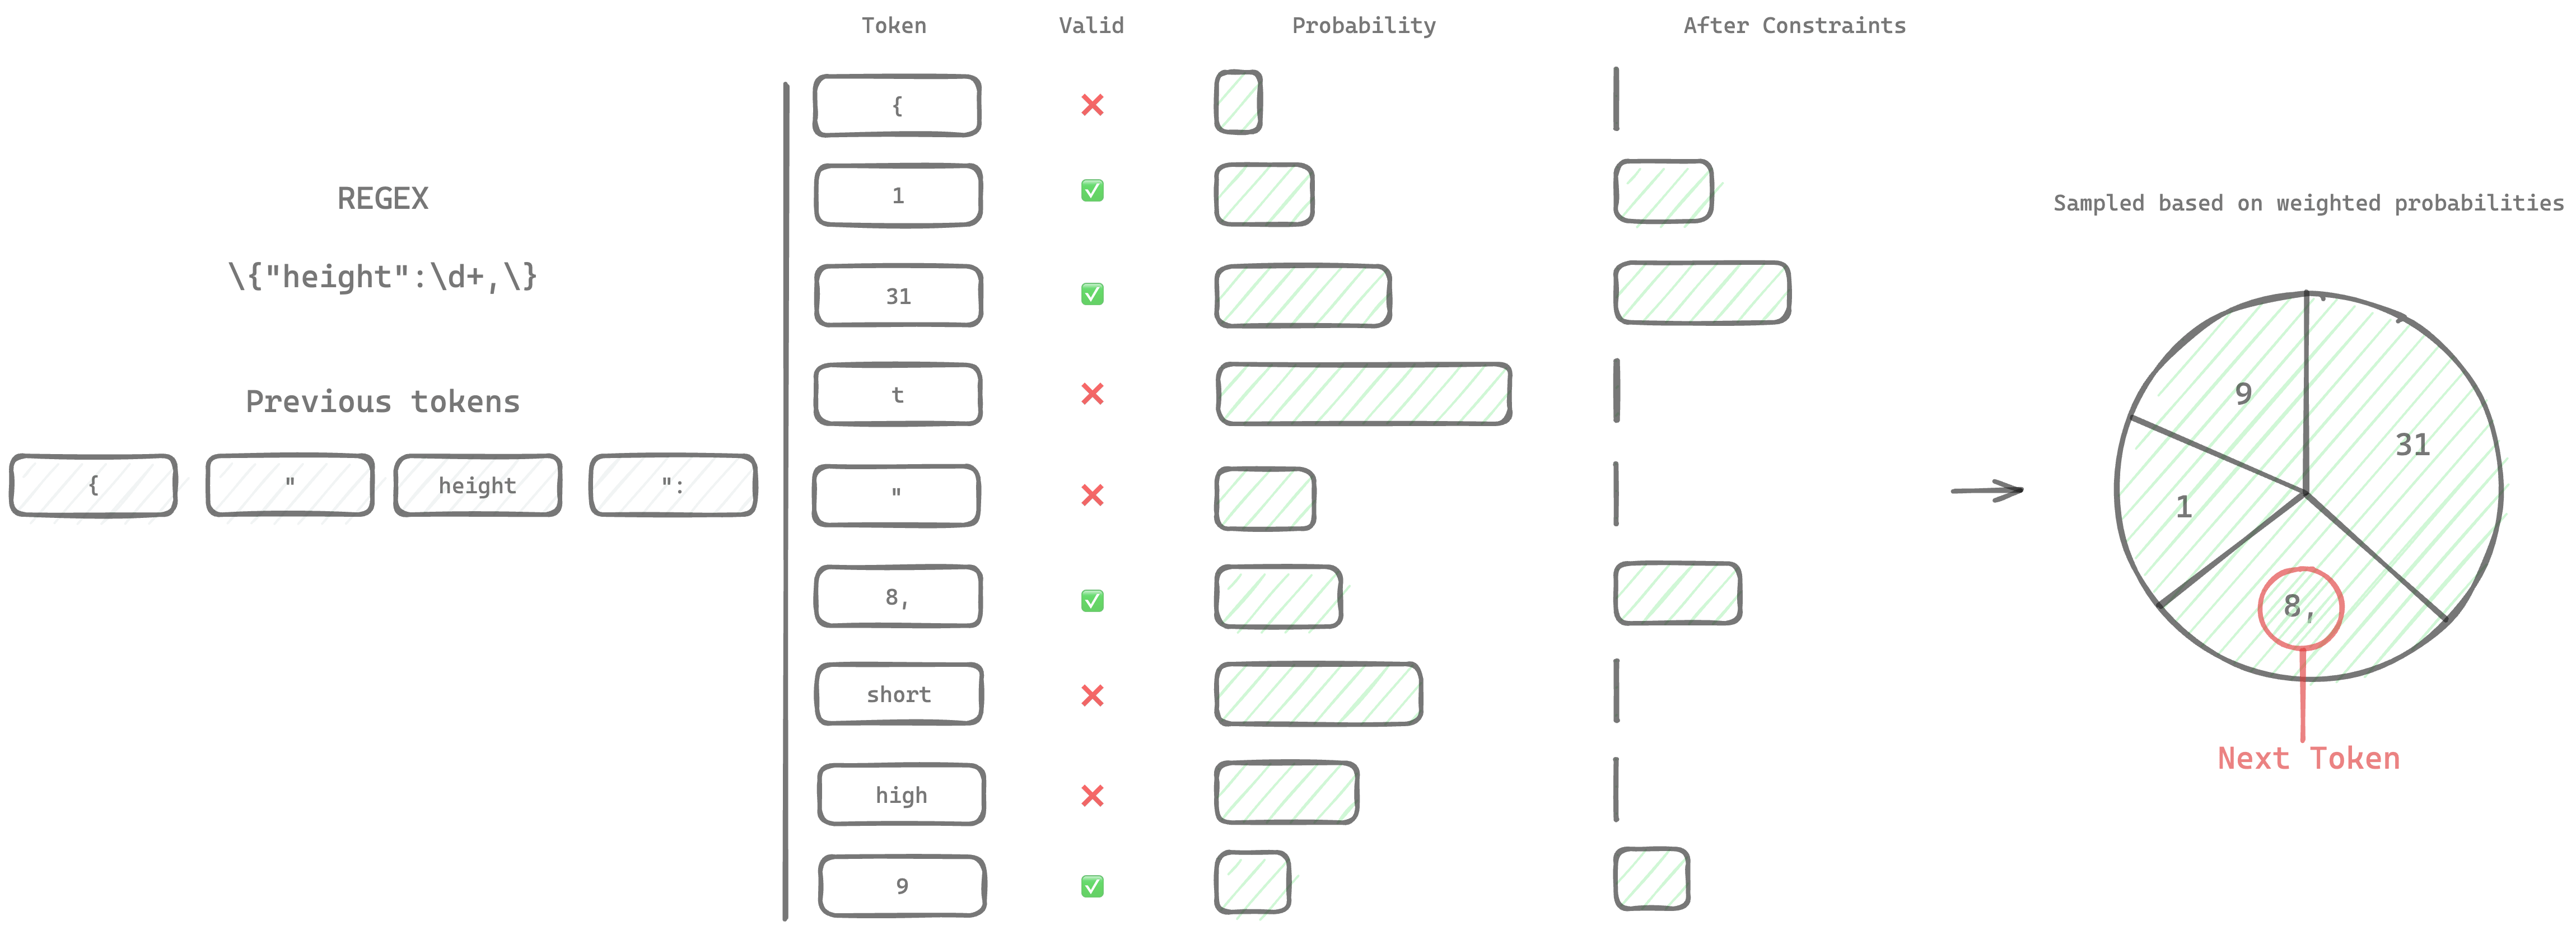 REGEX
\{"height":\d+,\}
Previous tokens
{ " height ":
Token Valid Probability After Constraints
{
1
31
t
"
8,
short
high
9
Sampled based on weighted probabilities
9
31
1
8,
Next Token